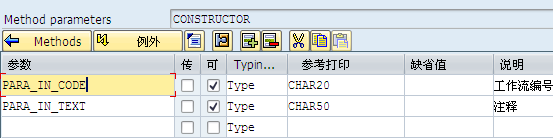 Method parameters CONSTRUCTOR
Methods 例外
参数 传 可 Typin... 参考打印 缺省值 说明
PARA_IN_CODE Type CHAR20 工作流编号
PARA_IN_TEXT Type CHAR50 注释
Type